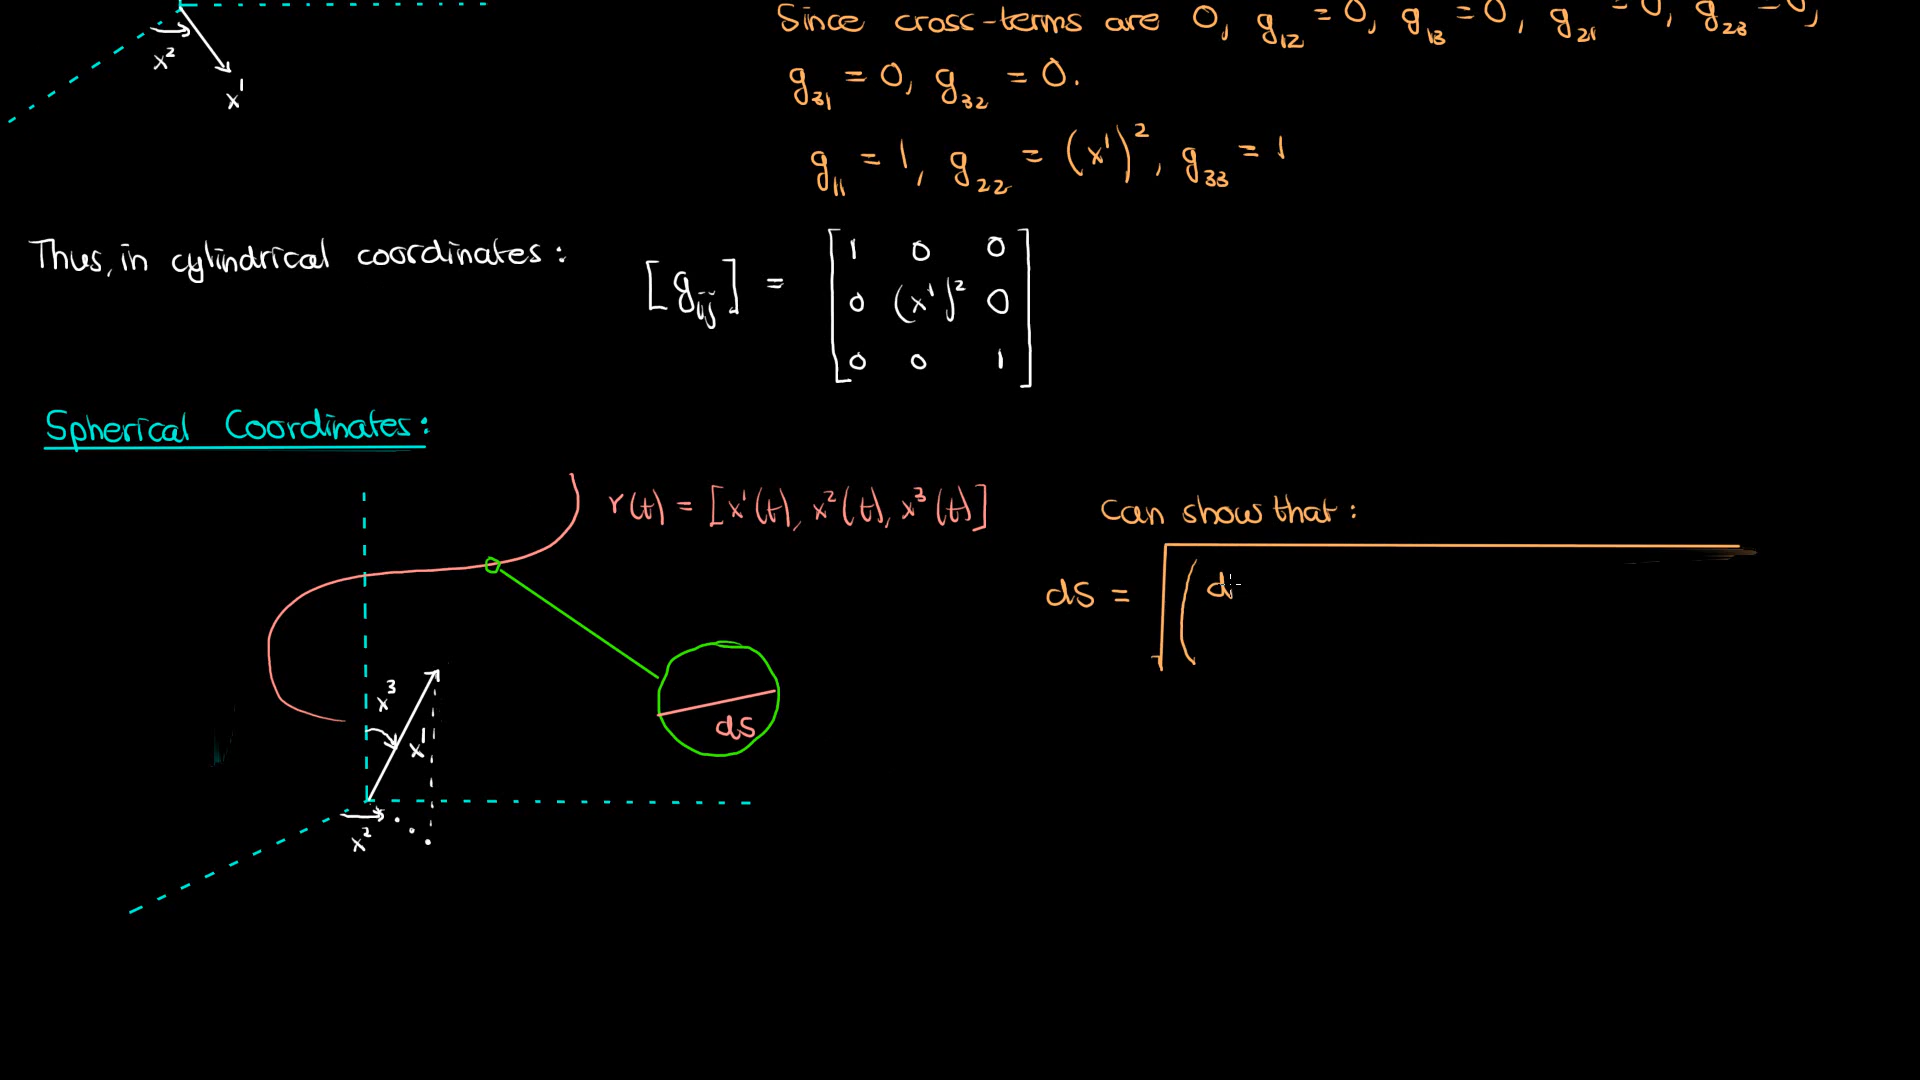 Since cross-terms are 0, g₁₂ = 0, g₁₃ = 0, g₂₁ = 0, g₂₃ = 0,
g₃₁ = 0, g₃₂ = 0.
g₁₁ = 1, g₂₂ = (x¹)², g₃₃ = 1
x²
x¹
Thus, in cylindrical coordinates:
[gᵢⱼ] =
1 0 0
0 (x¹)² 0
0 0 1
Spherical Coordinates:
r(t) = [x¹(t), x²(t), x³(t)]
Can show that:
ds = √( d
x³
x¹
ds
x²